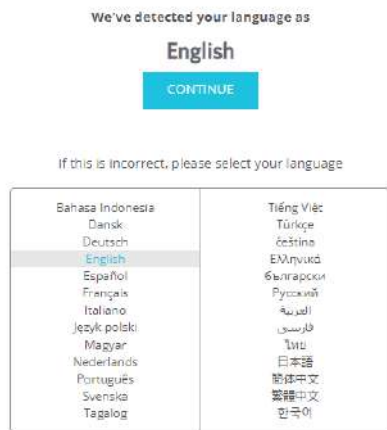 We've detected your language as
English
CONTINUE
If this is incorrect, please select your language
Bahasa Indonesia
Dansk
Deutsch
English
Español
Français
Italiano
Język polski
Magyar
Nederlands
Português
Svenska
Tagalog
Tiếng Việt
Türkçe
čeština
Ελληνικά
български
Русский
العربية
فارسی
ไทย
日本語
简体中文
繁體中文
한국어